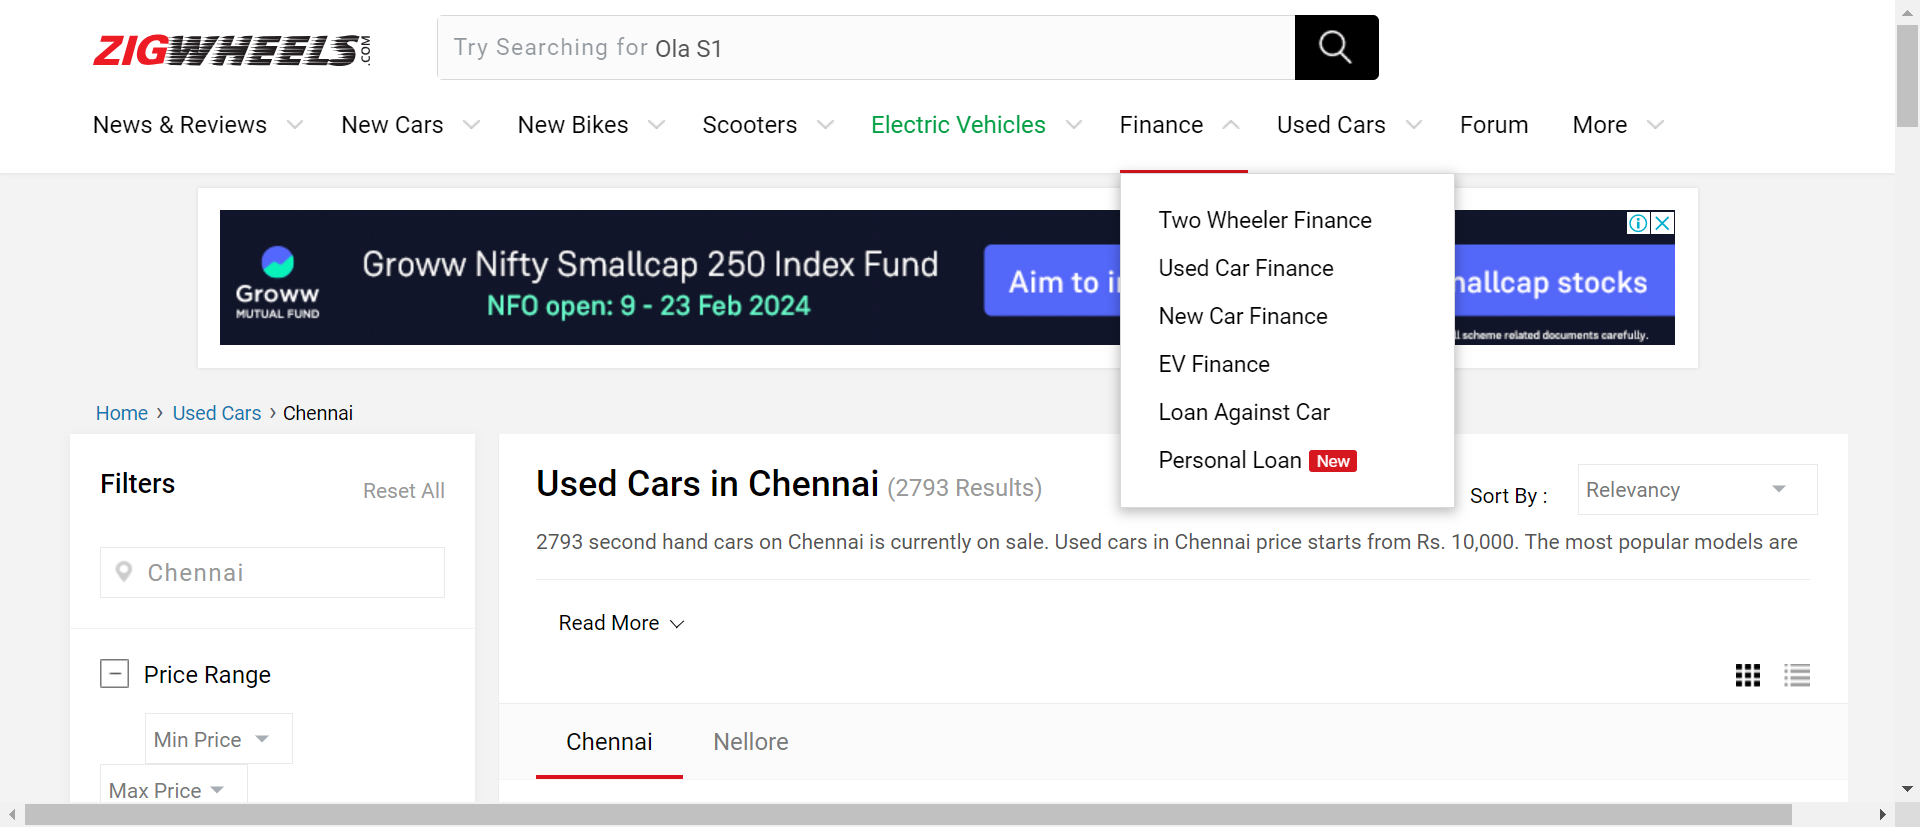 ZIGWHEELS.COM
Try Searching for Ola S1
News & Reviews New Cars New Bikes Scooters Electric Vehicles Finance Used Cars Forum More
Two Wheeler Finance
Used Car Finance
New Car Finance
EV Finance
Loan Against Car
Personal Loan New
Groww
MUTUAL FUND
Groww Nifty Smallcap 250 Index Fund
NFO open: 9 - 23 Feb 2024
Aim to
smallcap stocks
scheme related documents carefully.
Home › Used Cars › Chennai
Filters
Reset All
Chennai
Price Range
Min Price
Max Price
Used Cars in Chennai (2793 Results)
Sort By : Relevancy
2793 second hand cars on Chennai is currently on sale. Used cars in Chennai price starts from Rs. 10,000. The most popular models are
Read More
Chennai Nellore